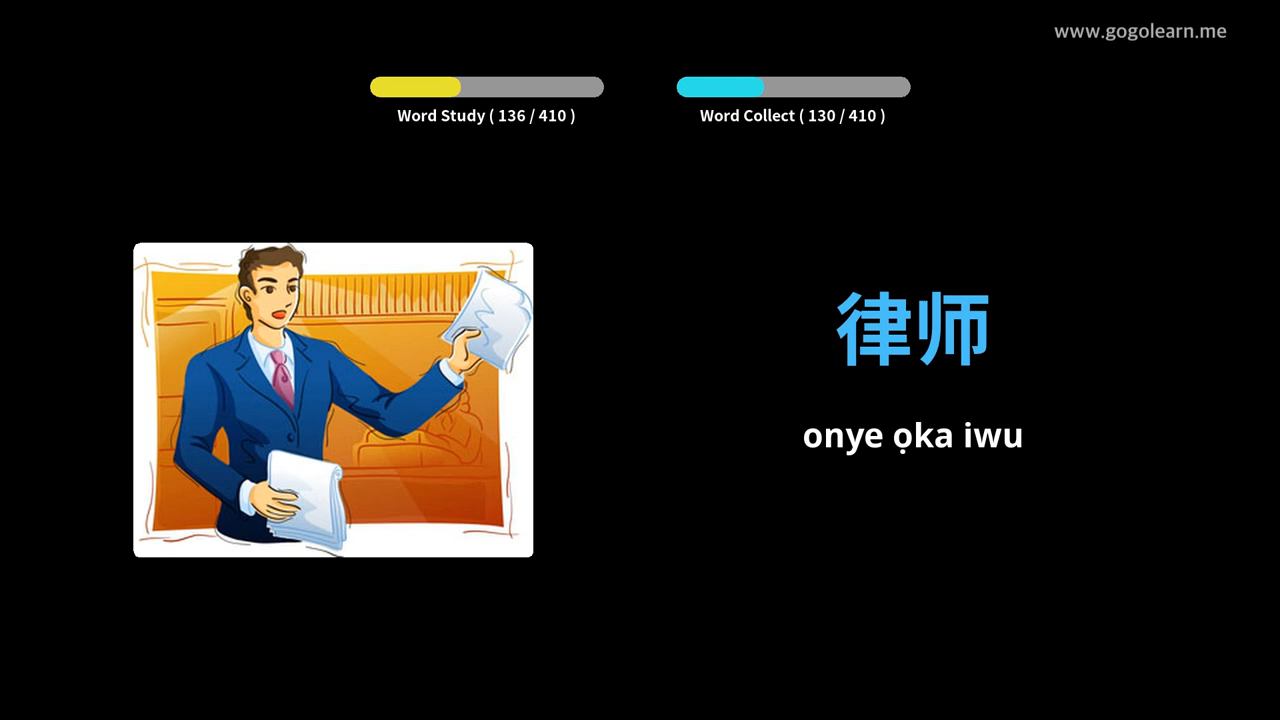 www.gogolearn.me
Word Study ( 136 / 410 )
Word Collect ( 130 / 410 )
律师
onye ọka iwu